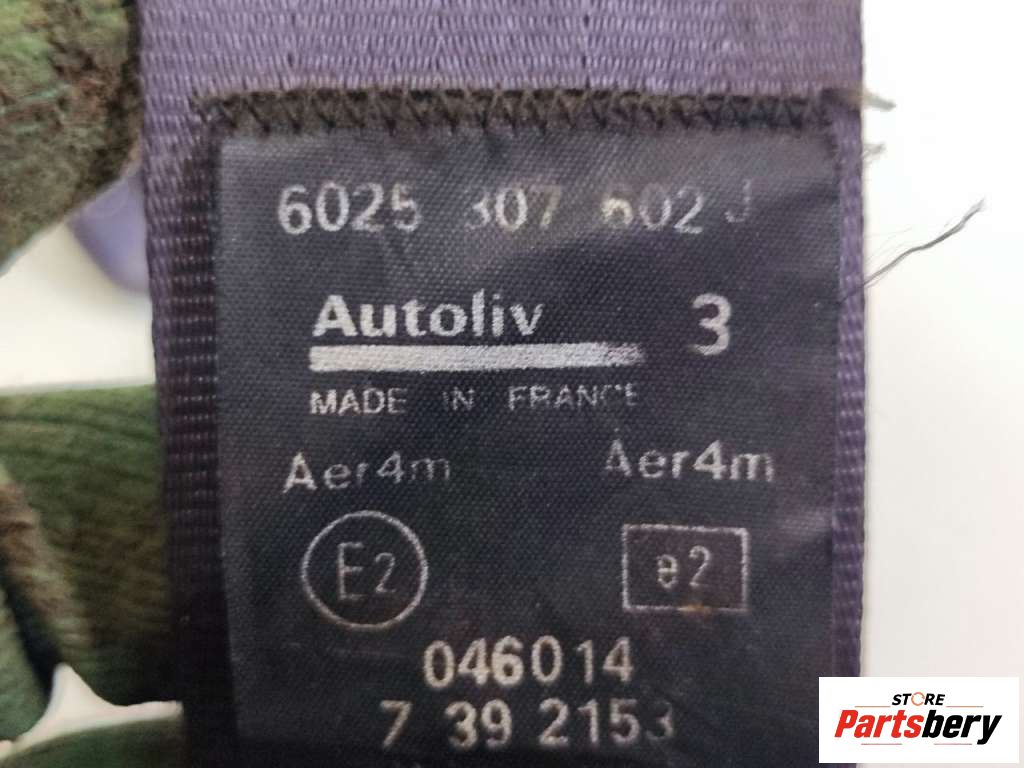 6025 307 602 J
Autoliv 3
MADE IN FRANCE
Aer4m Aer4m
E2 e2
046014
7 39 2153
STORE
Partsbery